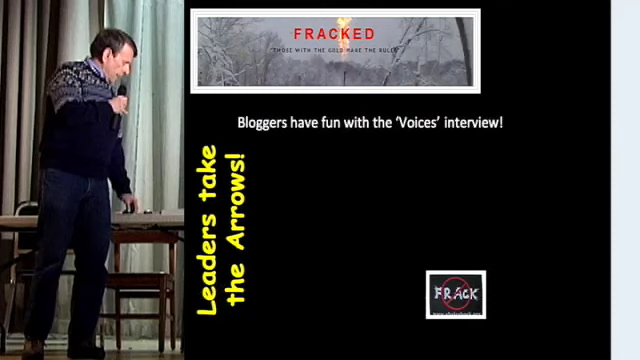 FRACKED
"THOSE WITH THE GOLD MAKE THE RULES"
Bloggers have fun with the 'Voices' interview!
Leaders take
the Arrows!
FRACK